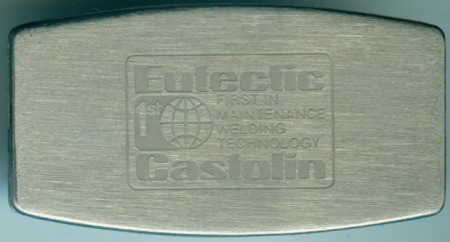 Eutectic
1st
FIRST IN
MAINTENANCE
WELDING
TECHNOLOGY
Castolin